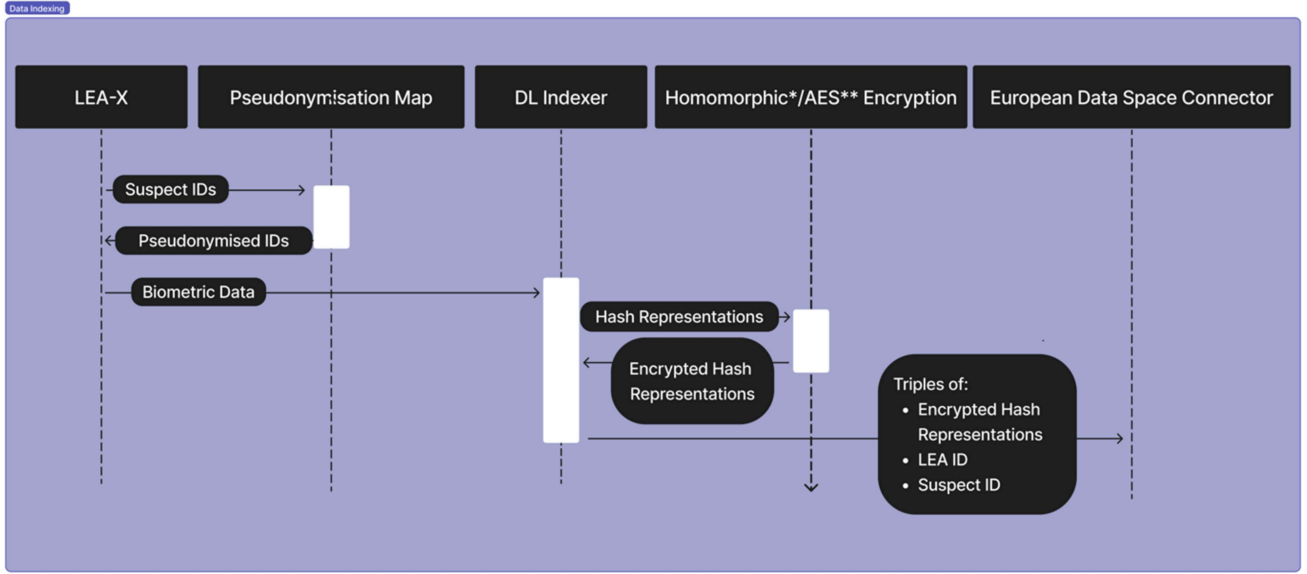 Data Indexing
LEA-X
Pseudonymisation Map
DL Indexer
Homomorphic*/AES** Encryption
European Data Space Connector
Suspect IDs
Pseudonymised IDs
Biometric Data
Hash Representations
Encrypted Hash
Representations
Triples of:
• Encrypted Hash
Representations
• LEA ID
• Suspect ID